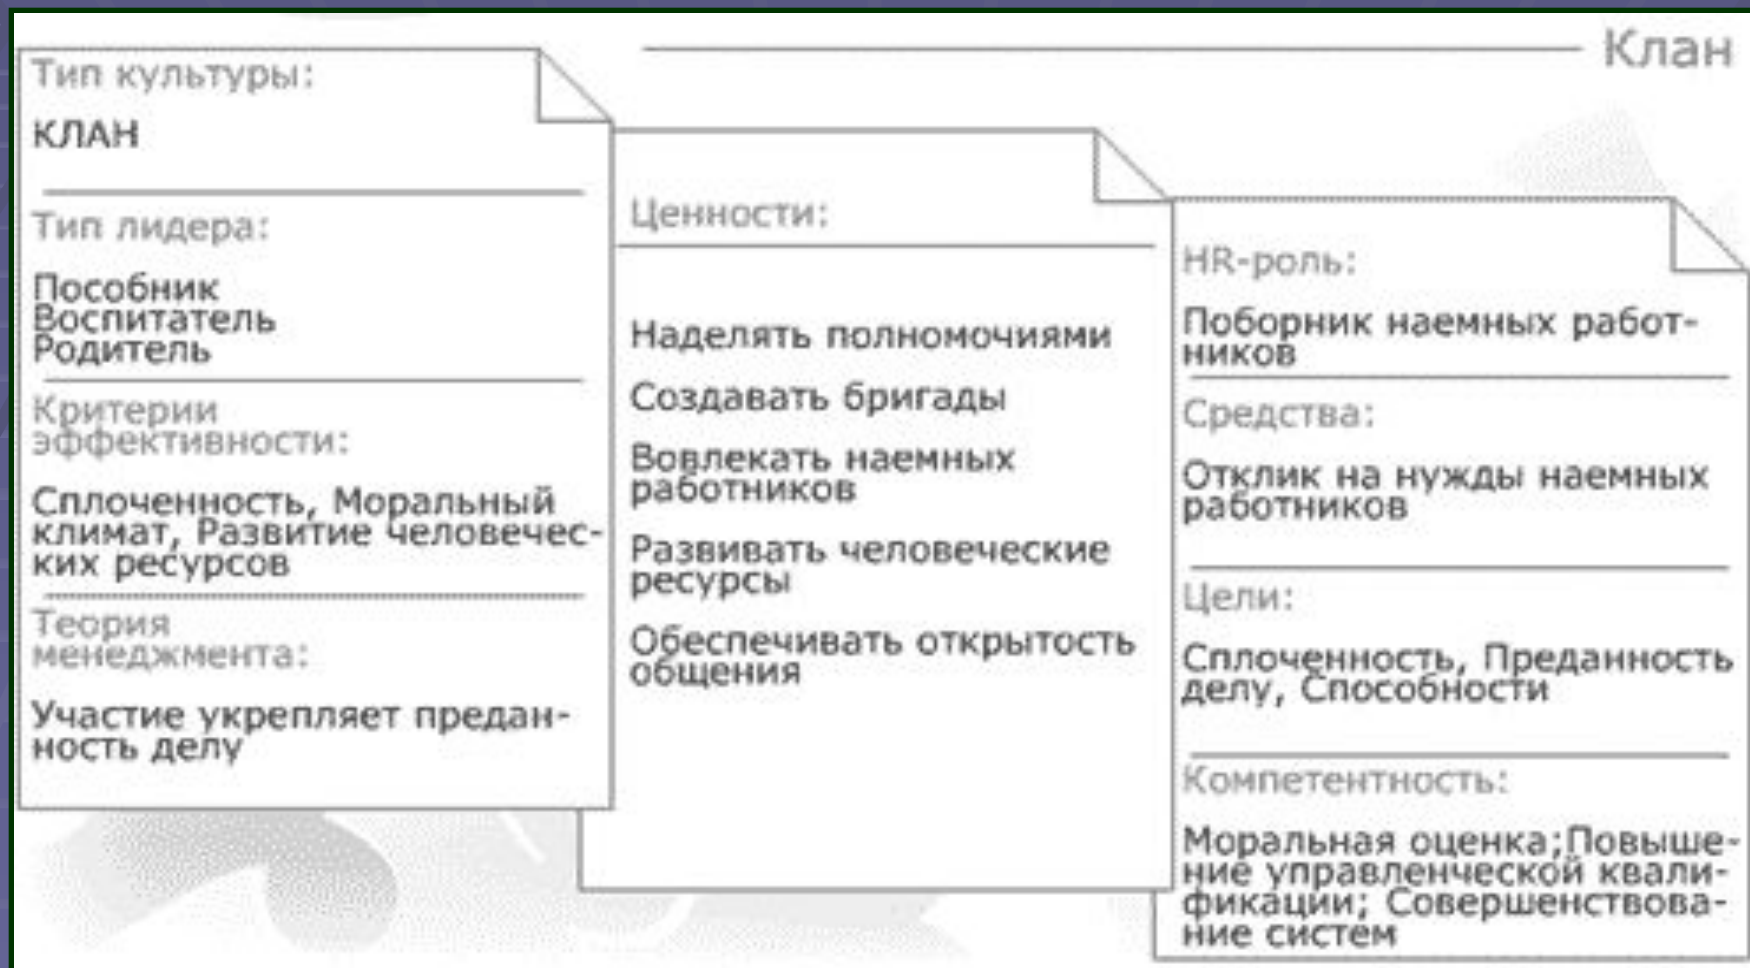 Клан
Тип культуры:
КЛАН
Тип лидера:
Пособник
Воспитатель
Родитель
Критерии
эффективности:
Сплоченность, Моральный
климат, Развитие человечес-
ких ресурсов
Теория
менеджмента:
Участие укрепляет предан-
ность делу
Ценности:
Наделять полномочиями
Создавать бригады
Вовлекать наемных
работников
Развивать человеческие
ресурсы
Обеспечивать открытость
общения
HR-роль:
Поборник наемных работ-
ников
Средства:
Отклик на нужды наемных
работников
Цели:
Сплоченность, Преданность
делу, Способности
Компетентность:
Моральная оценка;Повыше-
ние управленческой квали-
фикации; Совершенствова-
ние систем